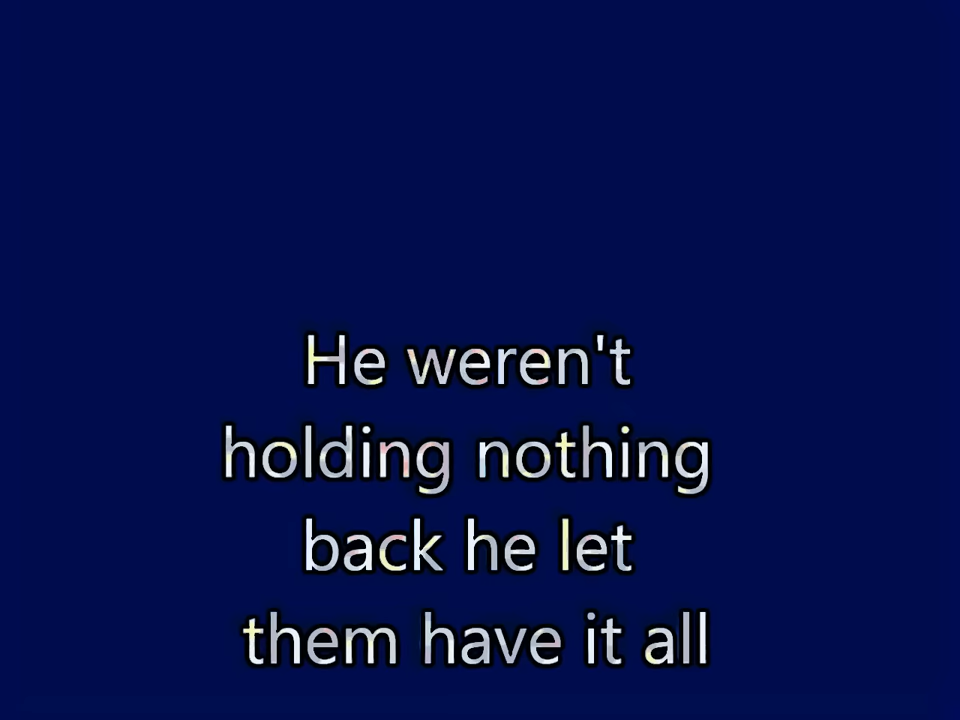 He weren't
holding nothing
back he let
them have it all